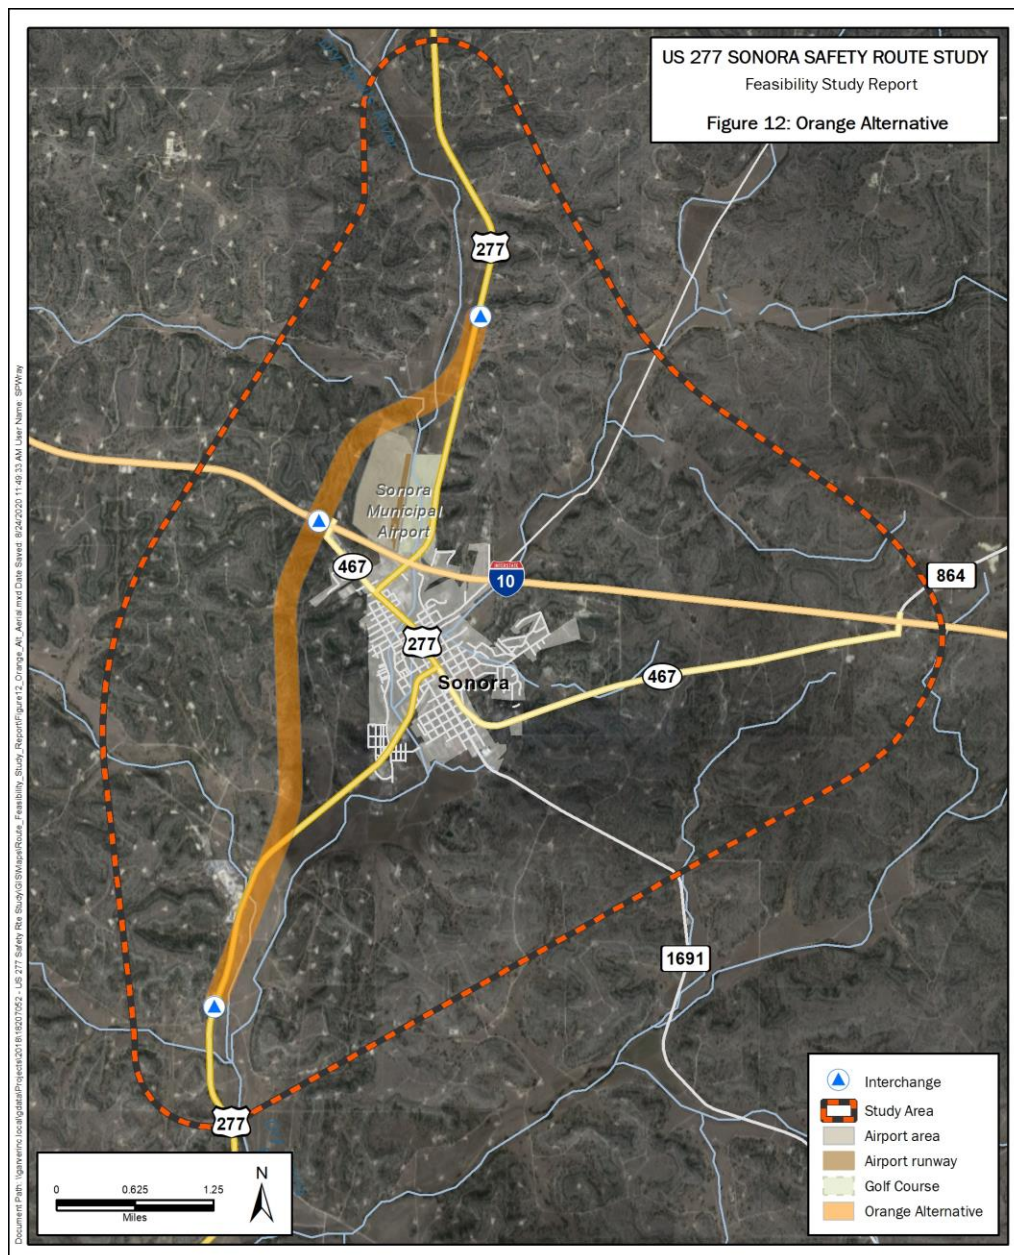 US 277 SONORA SAFETY ROUTE STUDY
Feasibility Study Report
Figure 12: Orange Alternative
277
Sonora
Municipal
Airport
467
10
864
277
Sonora
467
1691
277
Interchange
Study Area
Airport area
Airport runway
Golf Course
Orange Alternative
N
0
0.625
1.25
Miles